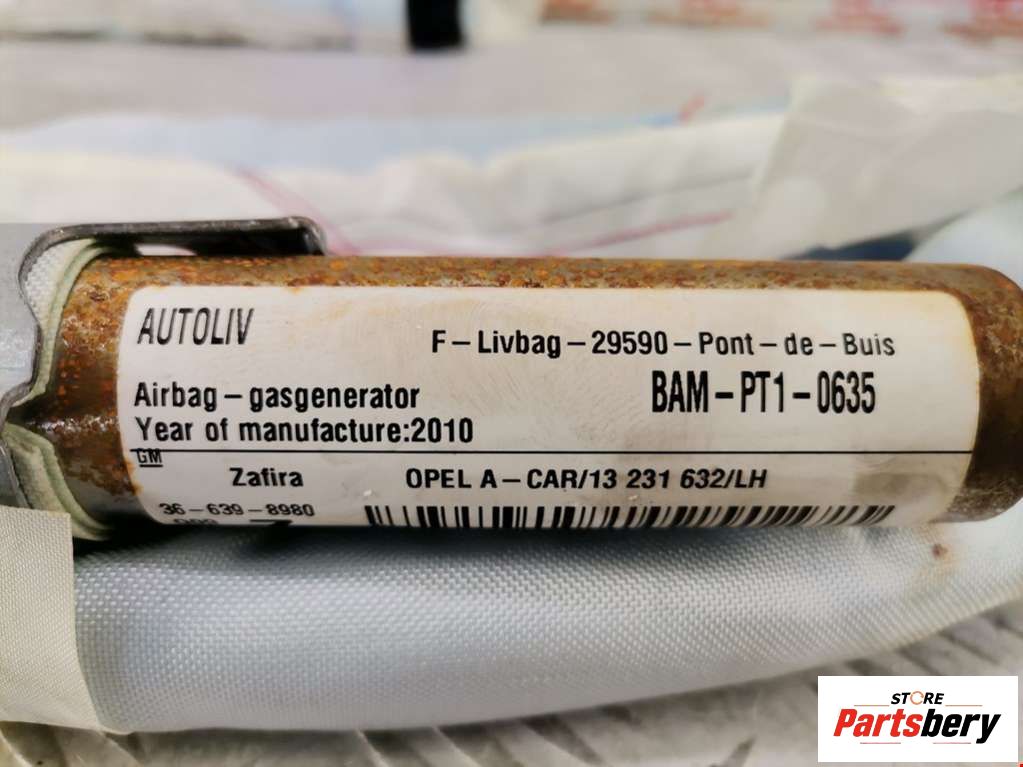 AUTOLIV
F-Livbag-29590-Pont-de-Buis
Airbag-gasgenerator
BAM-PT1-0635
Year of manufacture:2010
GM
Zafira
OPEL A-CAR/13 231 632/LH
36-639-8980
STORE
Partsbery